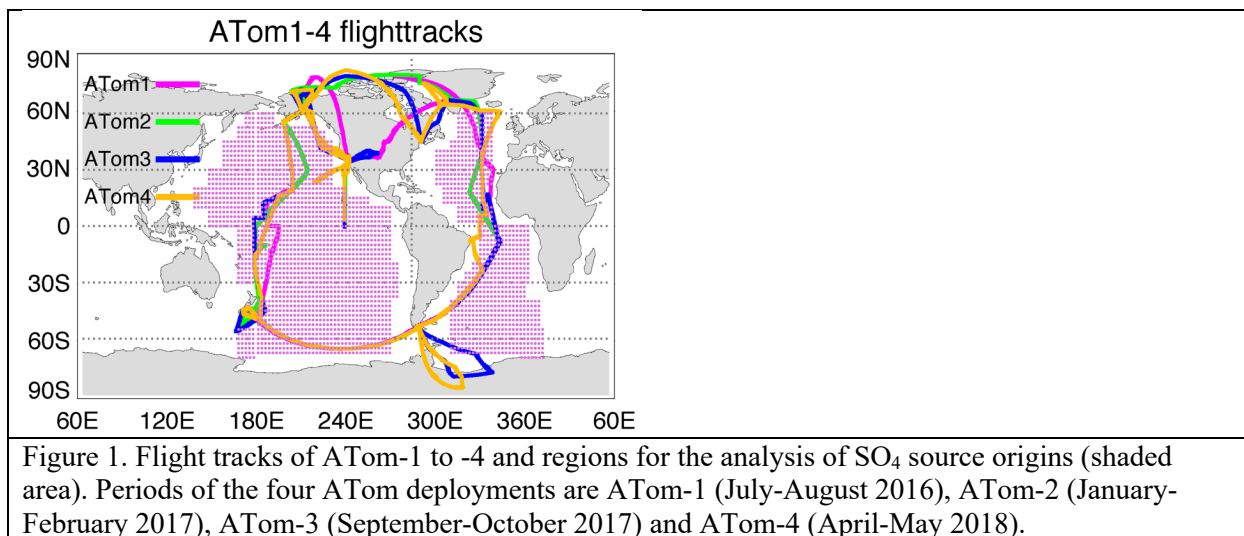 ATom1-4 flighttracks
90N
ATom1
60N
ATom2
30N
ATom3
ATom4
0
30S
60S
90S
60E 120E 180E 240E 300E 360E 60E
Figure 1. Flight tracks of ATom-1 to -4 and regions for the analysis of SO₄ source origins (shaded
area). Periods of the four ATom deployments are ATom-1 (July-August 2016), ATom-2 (January-
February 2017), ATom-3 (September-October 2017) and ATom-4 (April-May 2018).